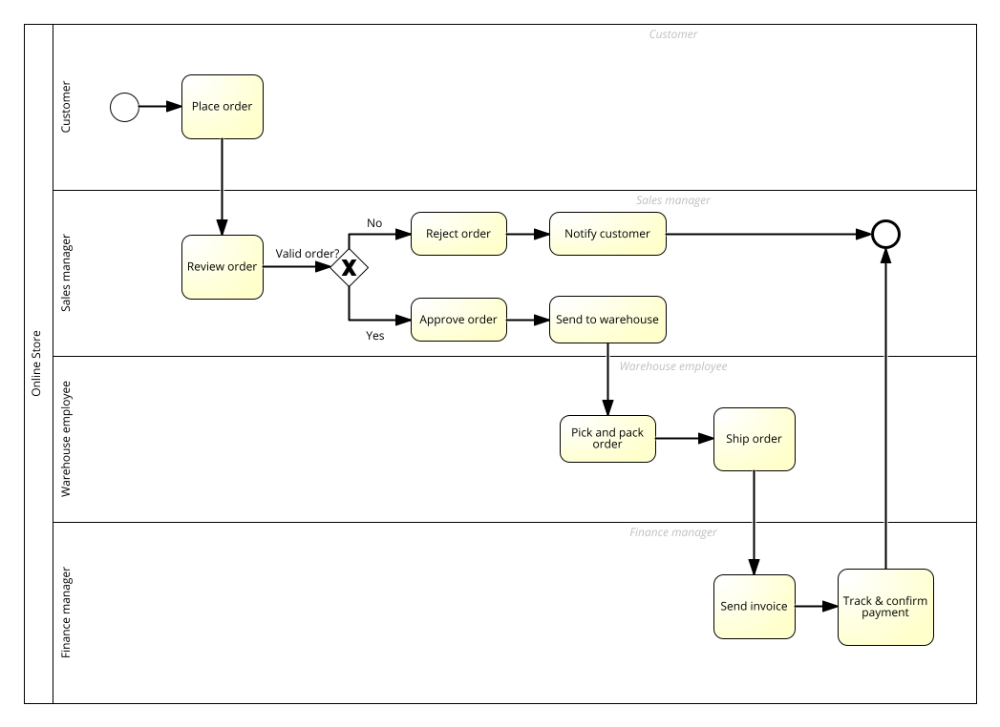 Online Store
Customer
Customer
Place order
Sales manager
Sales manager
Review order
Valid order?
No
Reject order
Notify customer
Yes
Approve order
Send to warehouse
Warehouse employee
Warehouse employee
Pick and pack
order
Ship order
Finance manager
Finance manager
Send invoice
Track & confirm
payment